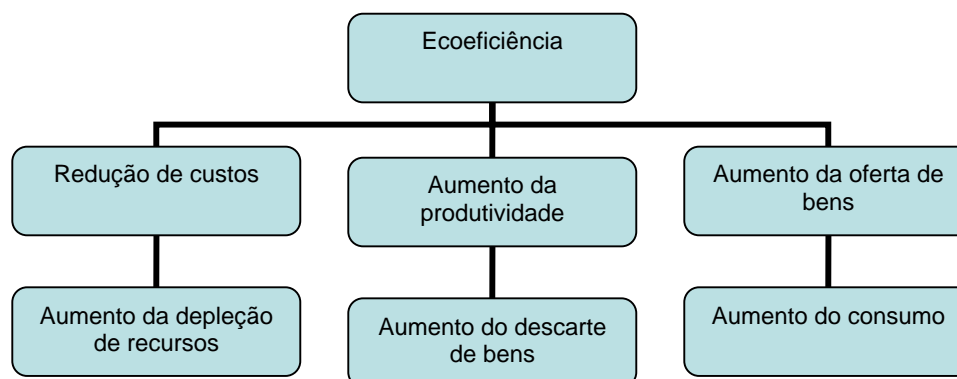 Ecoeficiência
Redução de custos
Aumento da
produtividade
Aumento da oferta de
bens
Aumento da depleção
de recursos
Aumento do descarte
de bens
Aumento do consumo